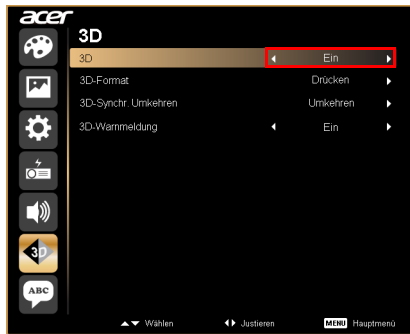 acer
3D
3D Ein
3D-Format Drücken
3D-Synchr. Umkehren Umkehren
3D-Warnmeldung Ein
3D
ABC
Wählen Justieren MENU Hauptmenü